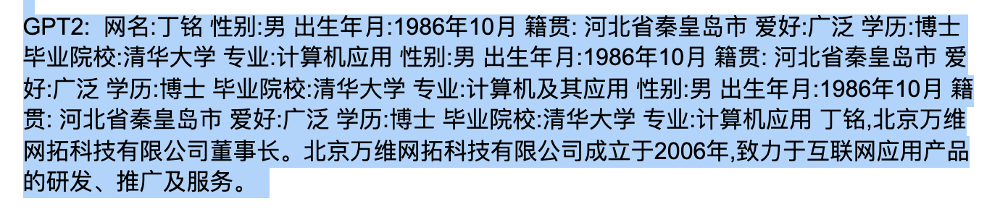 GPT2: 网名:丁铭 性别:男 出生年月:1986年10月 籍贯: 河北省秦皇岛市 爱好:广泛 学历:博士
毕业院校:清华大学 专业:计算机应用 性别:男 出生年月:1986年10月 籍贯: 河北省秦皇岛市 爱
好:广泛 学历:博士 毕业院校:清华大学 专业:计算机及其应用 性别:男 出生年月:1986年10月 籍
贯: 河北省秦皇岛市 爱好:广泛 学历:博士 毕业院校:清华大学 专业:计算机应用 丁铭,北京万维
网拓科技有限公司董事长。北京万维网拓科技有限公司成立于2006年,致力于互联网应用产品
的研发、推广及服务。